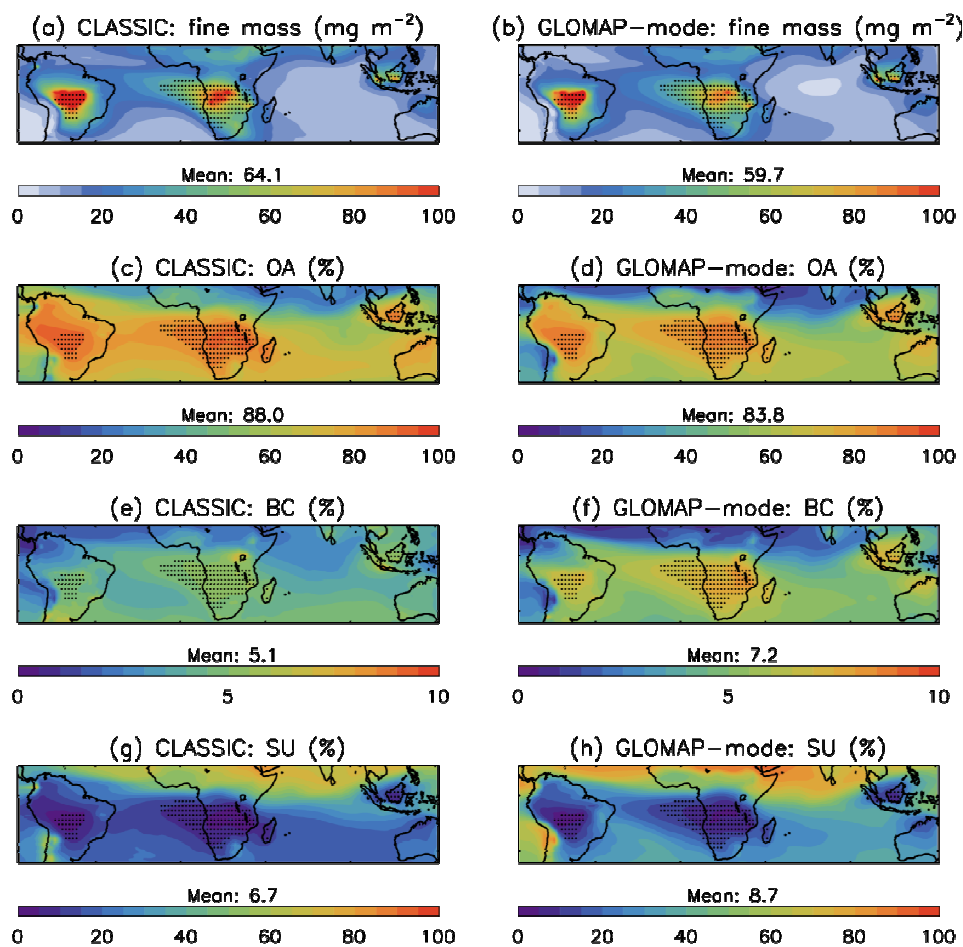 (a) CLASSIC: fine mass (mg m⁻²)
(b) GLOMAP-mode: fine mass (mg m⁻²)
Mean: 64.1
0 20 40 60 80 100
Mean: 59.7
0 20 40 60 80 100
(c) CLASSIC: OA (%)
(d) GLOMAP-mode: OA (%)
Mean: 88.0
0 20 40 60 80 100
Mean: 83.8
0 20 40 60 80 100
(e) CLASSIC: BC (%)
(f) GLOMAP-mode: BC (%)
Mean: 5.1
0 5 10
Mean: 7.2
0 5 10
(g) CLASSIC: SU (%)
(h) GLOMAP-mode: SU (%)
Mean: 6.7
0 20 40 60 80 100
Mean: 8.7
0 20 40 60 80 100